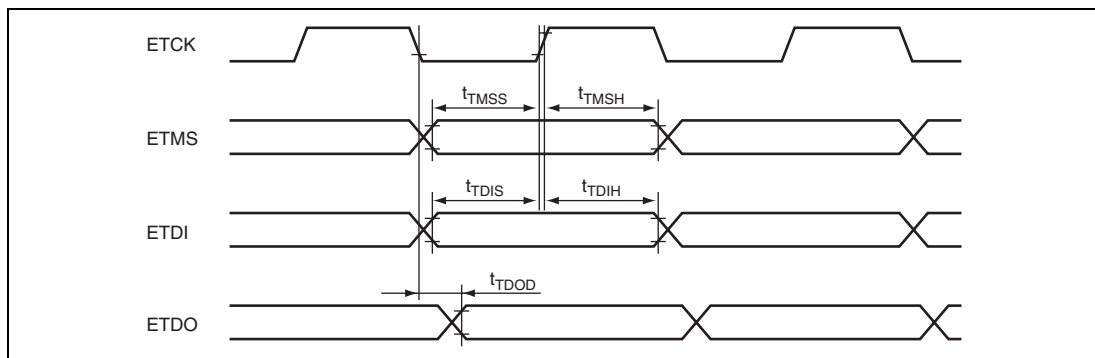 ETCK
tTMSS tTMSH
ETMS
tTDIS tTDIH
ETDI
tTDOD
ETDO